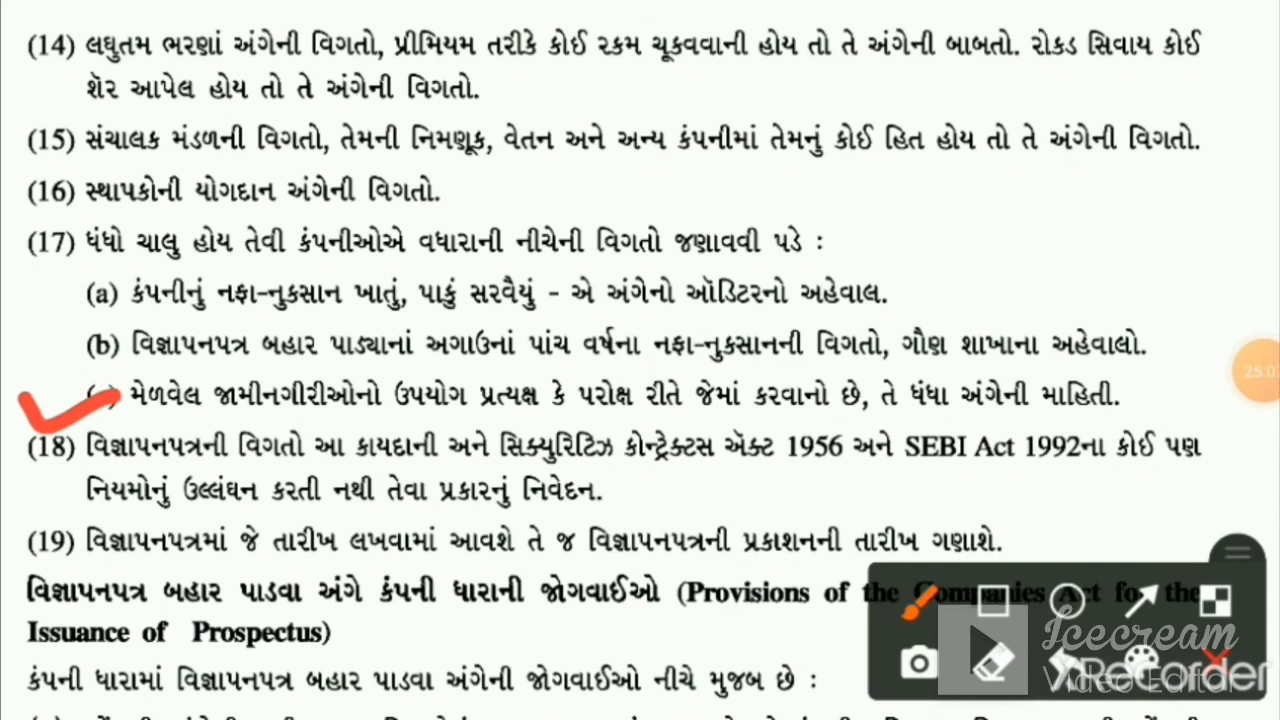 (14) લઘુતમ ભરણાં અંગેની વિગતો, પ્રીમિયમ તરીકે કોઈ રકમ ચૂકવવાની હોય તો તે અંગેની બાબતો. રોકડ સિવાય કોઈ
શૅર આપેલ હોય તો તે અંગેની વિગતો.
(15) સંચાલક મંડળની વિગતો, તેમની નિમણૂક, વેતન અને અન્ય કંપનીમાં તેમનું કોઈ હિત હોય તો તે અંગેની વિગતો.
(16) સ્થાપકોની યોગદાન અંગેની વિગતો.
(17) ધંધો ચાલુ હોય તેવી કંપનીઓએ વધારાની નીચેની વિગતો જણાવવી પડે :
(a) કંપનીનું નફા-નુકસાન ખાતું, પાકું સરવૈયું - એ અંગેનો ઑડિટરનો અહેવાલ.
(b) વિજ્ઞાપનપત્ર બહાર પાડ્યાનાં અગાઉનાં પાંચ વર્ષના નફા-નુકસાનની વિગતો, ગૌણ શાખાના અહેવાલો.
મેળવેલ જામીનગીરીઓનો ઉપયોગ પ્રત્યક્ષ કે પરોક્ષ રીતે જેમાં કરવાનો છે, તે ધંધા અંગેની માહિતી.
25:07
(18) વિજ્ઞાપનપત્રની વિગતો આ કાયદાની અને સિક્યુરિટિઝ કોન્ટ્રેક્ટસ ઍક્ટ 1956 અને SEBI Act 1992ના કોઈ પણ
નિયમોનું ઉલ્લંઘન કરતી નથી તેવા પ્રકારનું નિવેદન.
(19) વિજ્ઞાપનપત્રમાં જે તારીખ લખવામાં આવશે તે જ વિજ્ઞાપનપત્રની પ્રકાશનની તારીખ ગણાશે.
વિજ્ઞાપનપત્ર બહાર પાડવા અંગે કંપની ધારાની જોગવાઈઓ (Provisions of the Companies Act for the
Issuance of Prospectus)
કંપની ધારામાં વિજ્ઞાપનપત્ર બહાર પાડવા અંગેની જોગવાઈઓ નીચે મુજબ છે :
Icecream
Video Editor